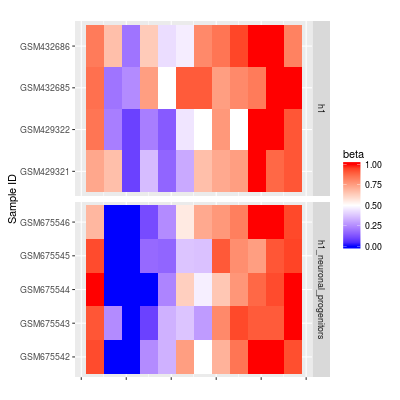 GSM432686
GSM432685
GSM429322
GSM429321
h1
GSM675546
GSM675545
GSM675544
GSM675543
GSM675542
h1_neuronal_progenitors
Sample ID
beta
1.00
0.75
0.50
0.25
0.00